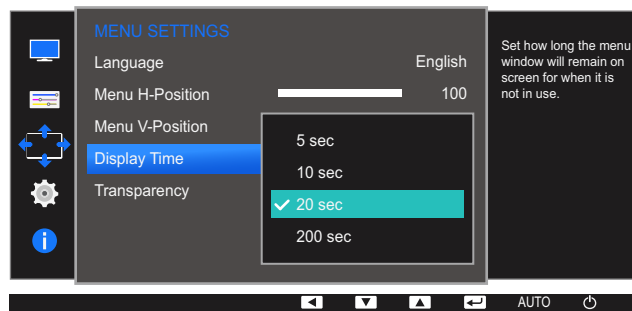 MENU SETTINGS
Language English
Menu H-Position 100
Menu V-Position
Display Time
Transparency
5 sec
10 sec
20 sec
200 sec
Set how long the menu
window will remain on
screen for when it is
not in use.
AUTO